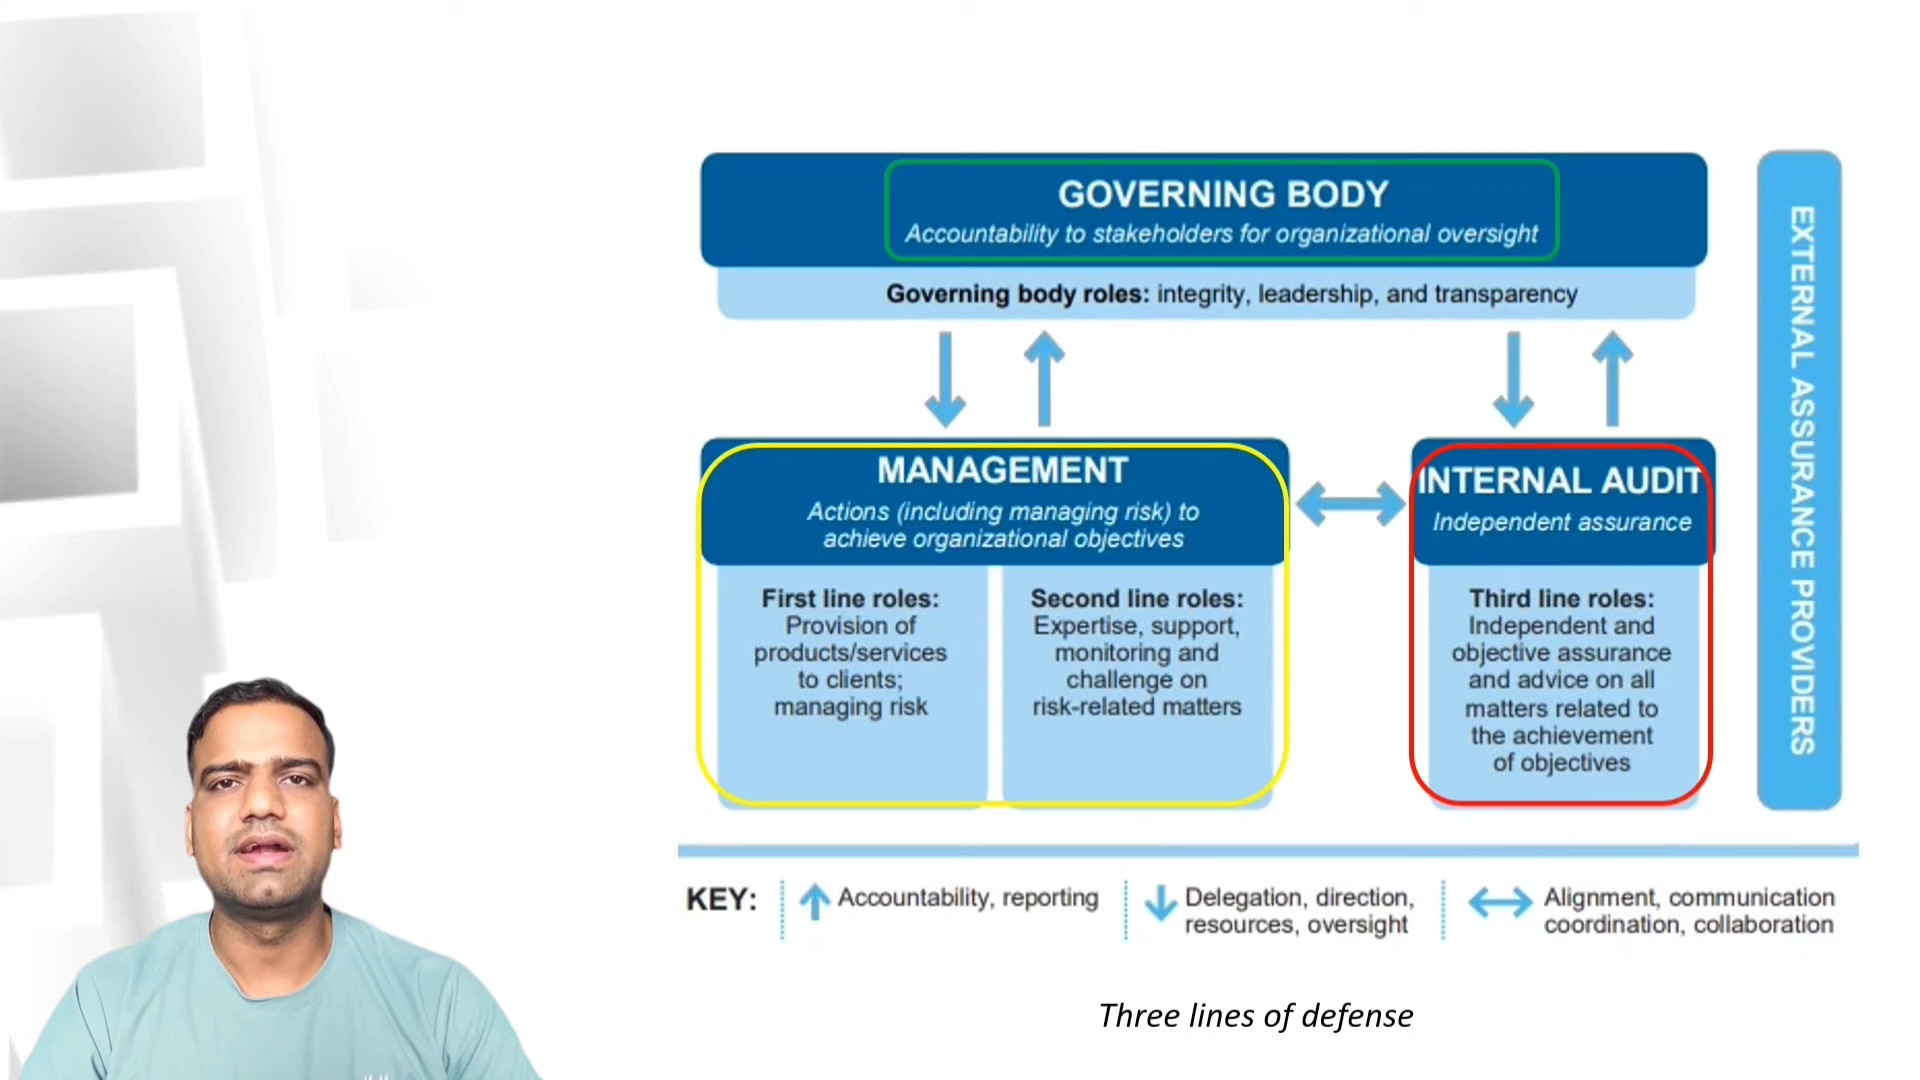 GOVERNING BODY
Accountability to stakeholders for organizational oversight
Governing body roles: integrity, leadership, and transparency
MANAGEMENT
Actions (including managing risk) to
achieve organizational objectives
First line roles:
Provision of
products/services
to clients;
managing risk
Second line roles:
Expertise, support,
monitoring and
challenge on
risk-related matters
INTERNAL AUDIT
Independent assurance
Third line roles:
Independent and
objective assurance
and advice on all
matters related to
the achievement
of objectives
EXTERNAL ASSURANCE PROVIDERS
KEY:
Accountability, reporting
Delegation, direction,
resources, oversight
Alignment, communication
coordination, collaboration
Three lines of defense